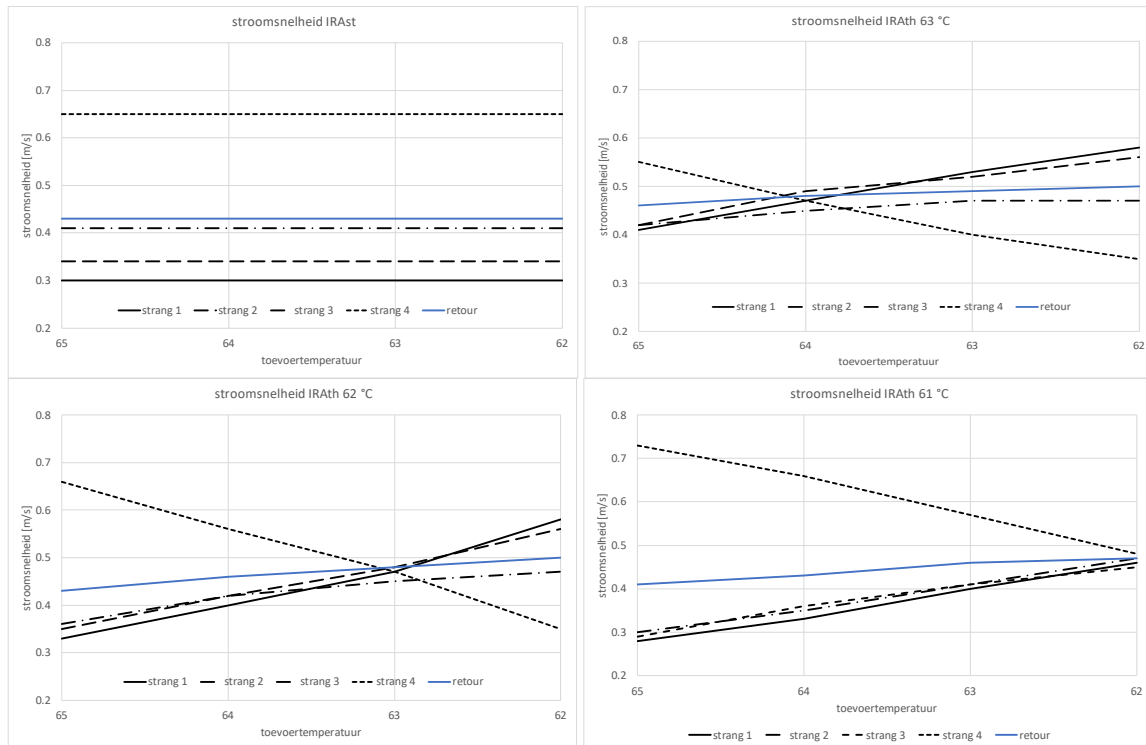 stroomsnelheid IRAst
0.8
0.7
0.6
0.5
0.4
0.3
0.2
stroomsnelheid [m/s]
strang 1 strang 2 strang 3 strang 4 retour
65 64 63 62
toevoertemperatuur
stroomsnelheid IRAth 63 °C
0.8
0.7
0.6
0.5
0.4
0.3
0.2
stroomsnelheid [m/s]
strang 1 strang 2 strang 3 strang 4 retour
65 64 63 62
toevoertemperatuur
stroomsnelheid IRAth 62 °C
0.8
0.7
0.6
0.5
0.4
0.3
0.2
stroomsnelheid [m/s]
strang 1 strang 2 strang 3 strang 4 retour
65 64 63 62
toevoertemperatuur
stroomsnelheid IRAth 61 °C
0.8
0.7
0.6
0.5
0.4
0.3
0.2
stroomsnelheid [m/s]
65 64 63 62
toevoertemperatuur
strang 1 strang 2 strang 3 strang 4 retour